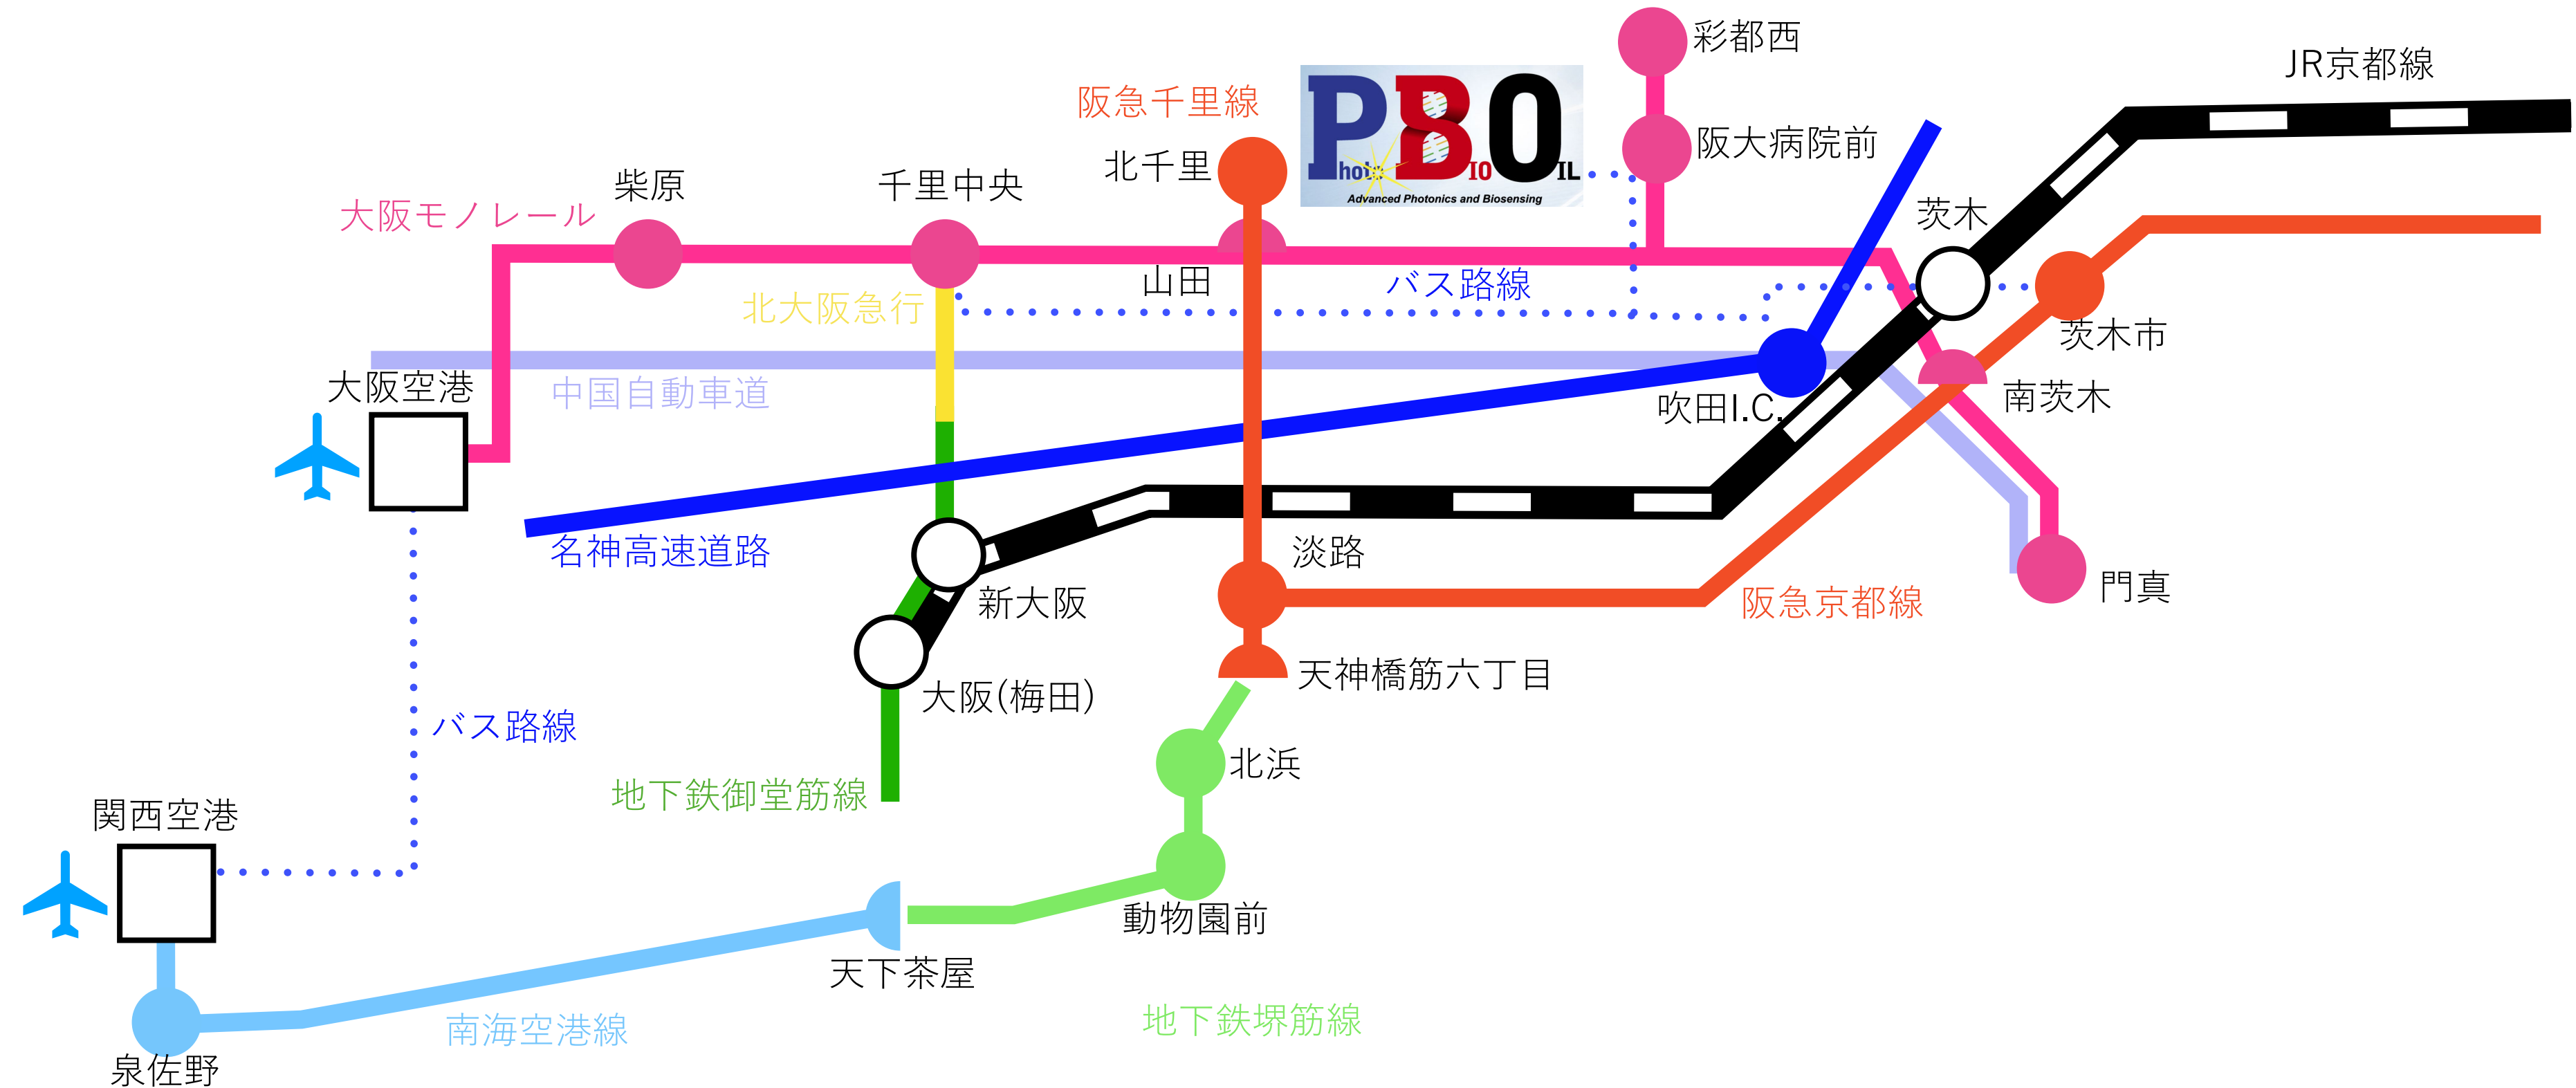 彩都西
JR京都線
阪急千里線
PhotoBIOOIL
Advanced Photonics and Biosensing
阪大病院前
北千里
柴原
千里中央
大阪モノレール
茨木
山田
バス路線
北大阪急行
茨木市
大阪空港
中国自動車道
吹田I.C.
南茨木
名神高速道路
淡路
門真
新大阪
阪急京都線
天神橋筋六丁目
大阪(梅田)
バス路線
北浜
地下鉄御堂筋線
関西空港
動物園前
天下茶屋
南海空港線
地下鉄堺筋線
泉佐野